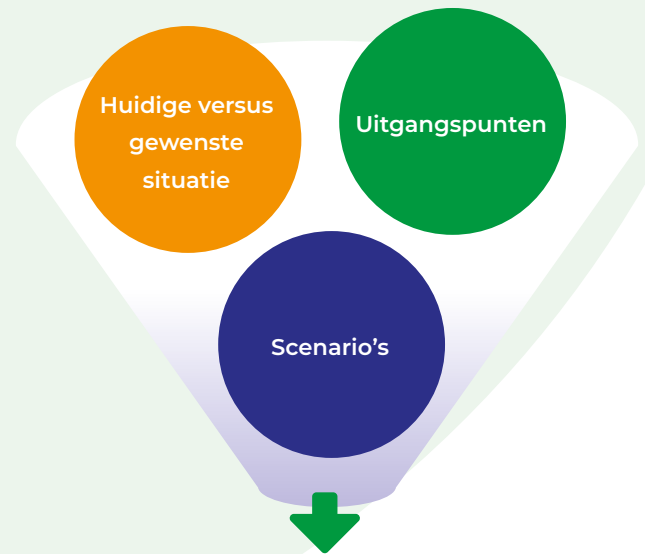 Huidige versus
gewenste
situatie
Uitgangspunten
Scenario’s